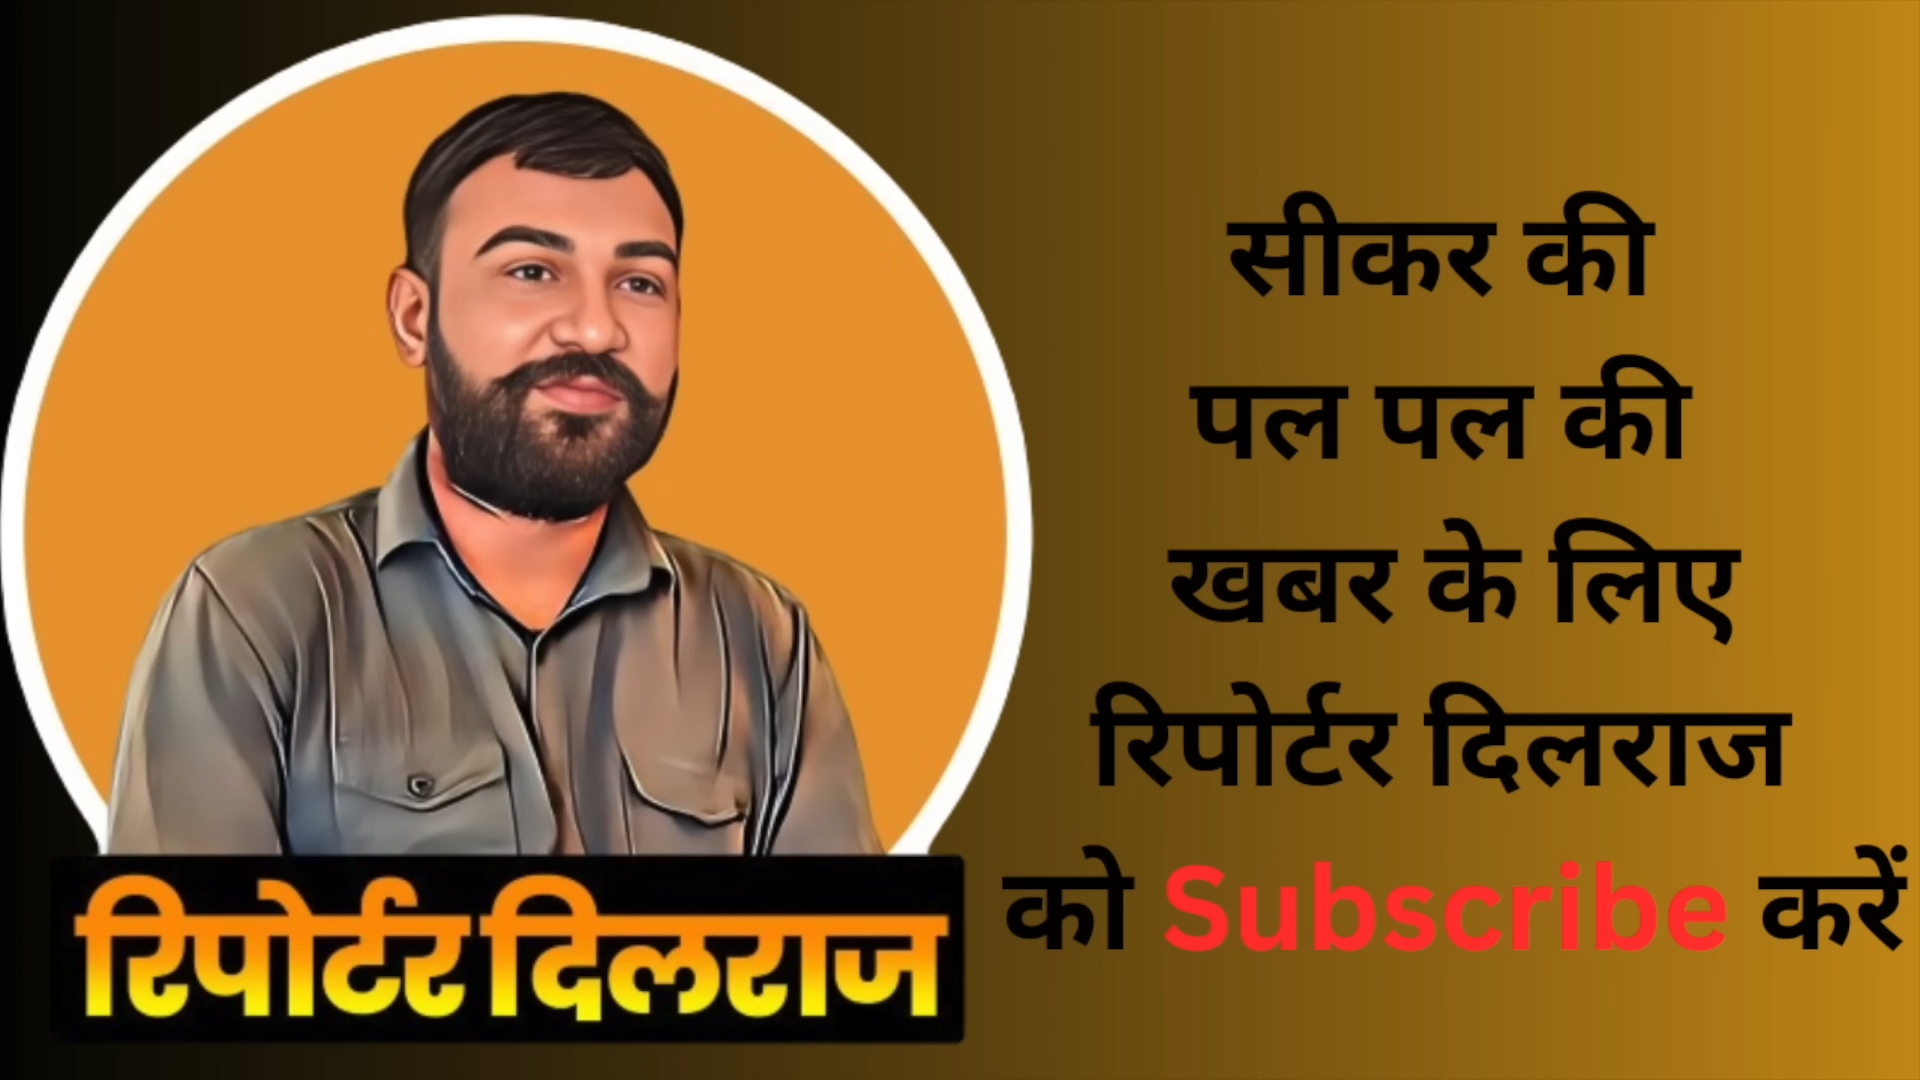 सीकर की
पल पल की
खबर के लिए
रिपोर्टर दिलराज
को Subscribe करें
रिपोर्टर दिलराज